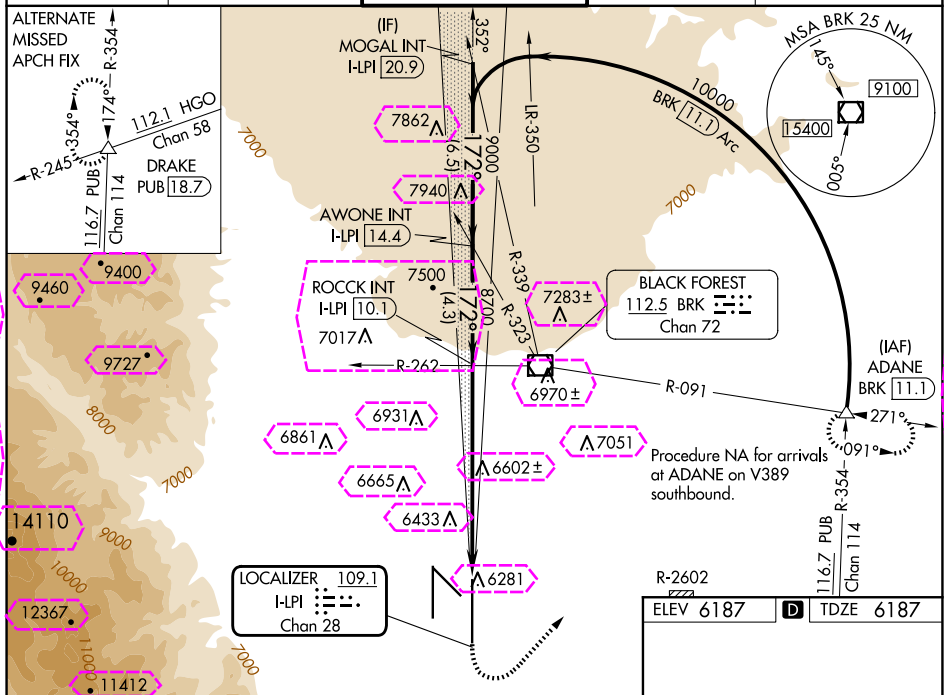 ALTERNATE
MISSED
APCH FIX
R-354
354°
174°
112.1 HGO
Chan 58
R-245
DRAKE
PUB 18.7
116.7 PUB
Chan 114
(IF)
MOGAL INT
I-LPI 20.9
352°
LR-350
10000
BRK 11.1 Arc
MSA BRK 25 NM
145°
9100
15400
005°
7000
7862
172°
(6.5)
9000
7940
7000
AWONE INT
I-LPI 14.4
R-339
R-323
8700
9460
9400
7500
ROCCK INT
I-LPI 10.1
7017
172°
(4.3)
7283±
BLACK FOREST
112.5 BRK
Chan 72
R-262
6970±
R-091
(IAF)
ADANE
BRK 11.1
271°
091°
9727
8000
6931
6861
7051
Procedure NA for arrivals
at ADANE on V389
southbound.
7000
6665
6602±
6433
14110
9000
10000
R-354
116.7 PUB
Chan 114
LOCALIZER 109.1
I-LPI
Chan 28
6281
R-2602
12367
11000
7000
11412
ELEV 6187 D TDZE 6187